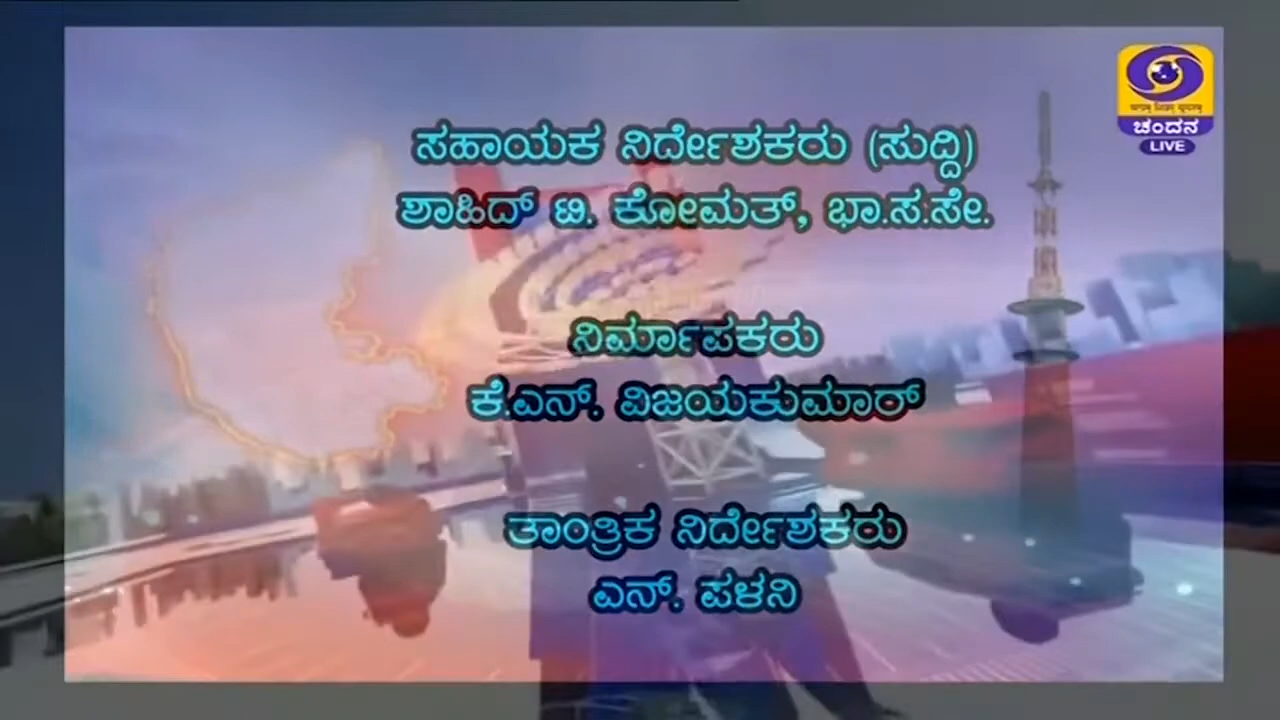 ಸಹಾಯಕ ನಿರ್ದೇಶಕರು (ಸುದ್ದಿ)
ಶಾಹಿದ್ ಟಿ. ಕೋಮತ್, ಭಾ.ಸ.ಸೇ.
ನಿರ್ಮಾಪಕರು
ಕೆ.ಎನ್. ವಿಜಯಕುಮಾರ್
ತಾಂತ್ರಿಕ ನಿರ್ದೇಶಕರು
ಎನ್. ಪಳನಿ
ಚಂದನ
LIVE